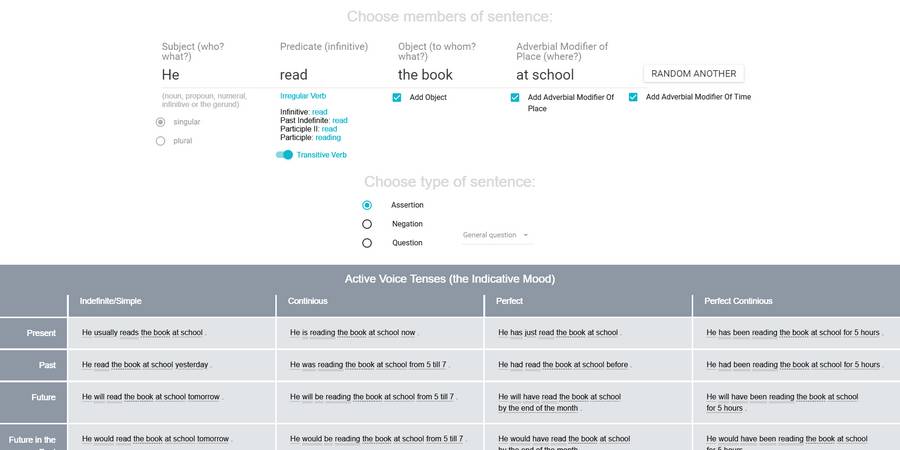 Choose members of sentence:
Subject (who? what?)
Predicate (infinitive)
Object (to whom? what?)
Adverbial Modifier of Place (where?)
He
read
the book
at school
RANDOM ANOTHER
(noun, pronoun, numeral, infinitive or the gerund)
singular
plural
Irregular Verb
Infinitive: read
Past Indefinite: read
Participle II: read
Participle: reading
Transitive Verb
Add Object
Add Adverbial Modifier Of Place
Add Adverbial Modifier Of Time
Choose type of sentence:
Assertion
Negation
Question
General question
Active Voice Tenses (the Indicative Mood)
Indefinite/Simple
Continious
Perfect
Perfect Continious
Present
He usually reads the book at school .
He is reading the book at school now .
He has just read the book at school .
He has been reading the book at school for 5 hours .
Past
He read the book at school yesterday .
He was reading the book at school from 5 till 7 .
He had read the book at school before .
He had been reading the book at school for 5 hours .
Future
He will read the book at school tomorrow .
He will be reading the book at school from 5 till 7 .
He will have read the book at school
by the end of the month .
He will have been reading the book at school
for 5 hours .
Future in the
He would read the book at school tomorrow .
He would be reading the book at school from 5 till 7 .
He would have read the book at school
by the end of the month .
He would have been reading the book at school
for 5 hours .